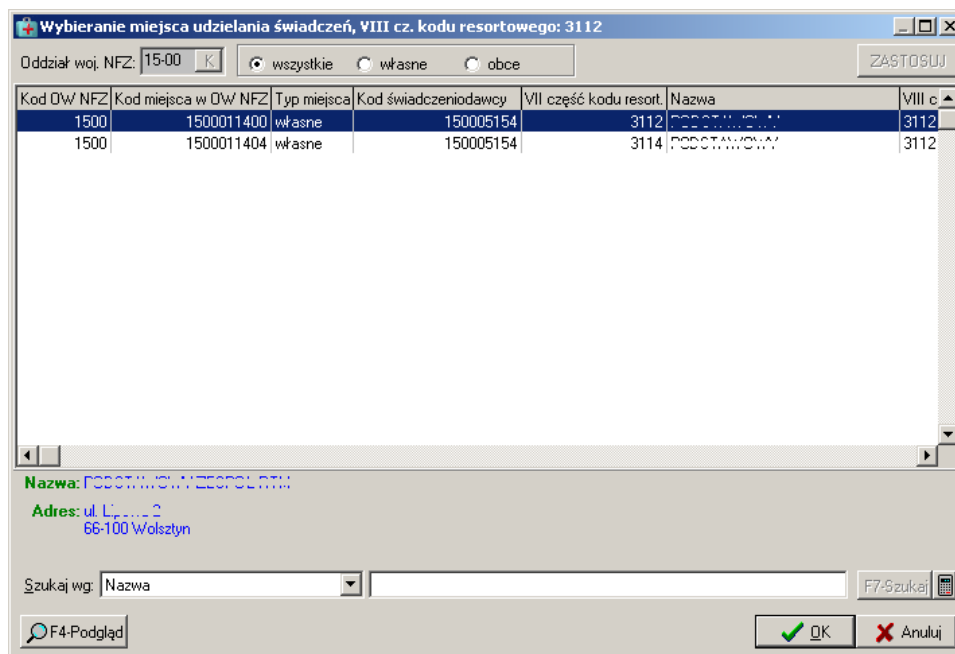 Wybieranie miejsca udzielania świadczeń, VIII cz. kodu resortowego: 3112
Oddział woj. NFZ: 15-00 K wszystkie własne obce ZASTOSUJ
Kod OW NFZ Kod miejsca w OW NFZ Typ miejsca Kod świadczeniodawcy VII część kodu resort. Nazwa VIII c
1500 1500011400 własne 150005154 3112 3112
1500 1500011404 własne 150005154 3114 3112
Nazwa:
Adres: ul.
66-100 Wolsztyn
Szukaj wg: Nazwa F7-Szukaj
F4-Podgląd OK Anuluj